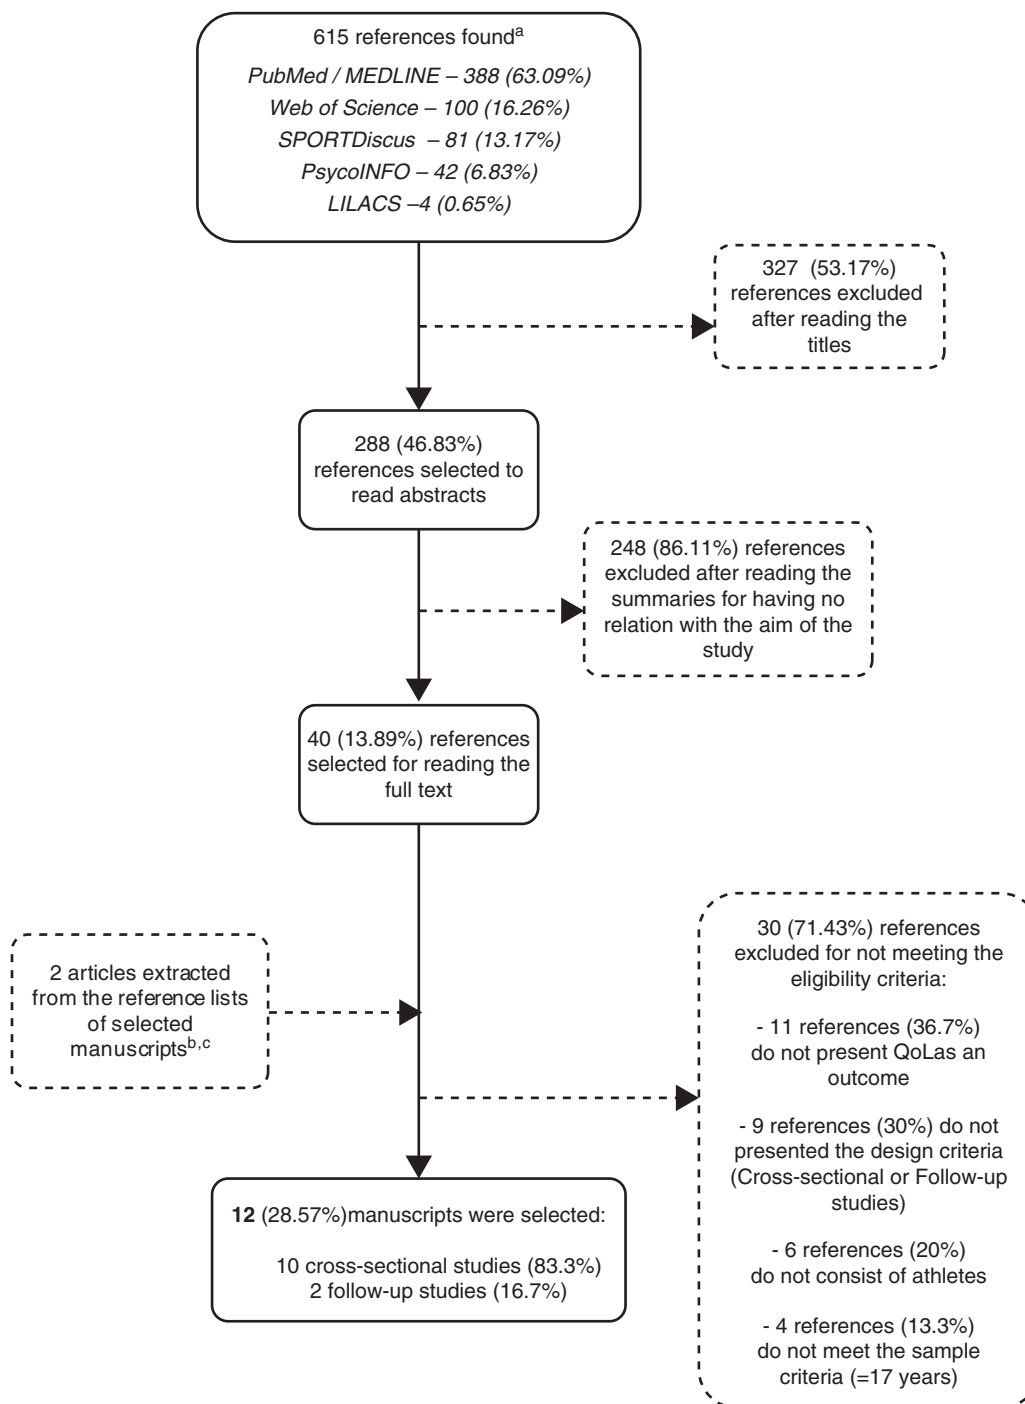 615 references found^a
PubMed / MEDLINE – 388 (63.09%)
Web of Science – 100 (16.26%)
SPORTDiscus – 81 (13.17%)
PsycoINFO – 42 (6.83%)
LILACS –4 (0.65%)
327 (53.17%)
references excluded
after reading the
titles
288 (46.83%)
references selected to
read abstracts
248 (86.11%) references
excluded after reading the
summaries for having no
relation with the aim of the
study
40 (13.89%) references
selected for reading the
full text
2 articles extracted
from the reference lists
of selected
manuscripts^b,c
30 (71.43%) references
excluded for not meeting the
eligibility criteria:
- 11 references (36.7%)
do not present QoLas an
outcome
- 9 references (30%) do not
presented the design criteria
(Cross-sectional or Follow-up
studies)
- 6 references (20%)
do not consist of athletes
- 4 references (13.3%)
do not meet the sample
criteria (=17 years)
12 (28.57%)manuscripts were selected:
10 cross-sectional studies (83.3%)
2 follow-up studies (16.7%)